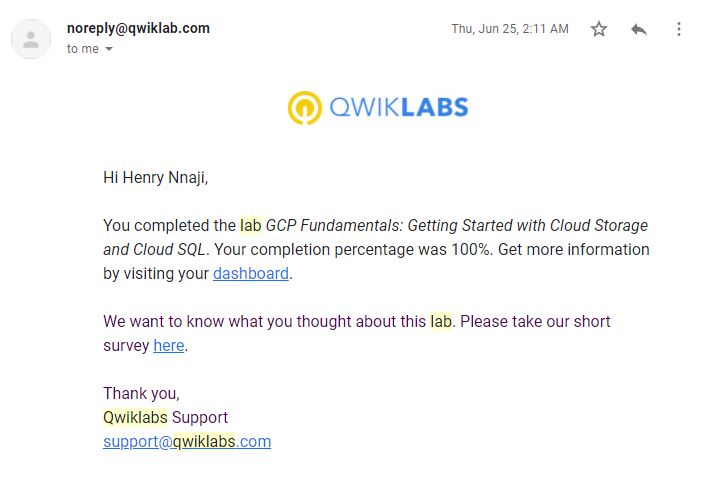 noreply@qwiklab.com
Thu, Jun 25, 2:11 AM
to me
QWIKLABS
Hi Henry Nnaji,
You completed the lab GCP Fundamentals: Getting Started with Cloud Storage
and Cloud SQL. Your completion percentage was 100%. Get more information
by visiting your dashboard.
We want to know what you thought about this lab. Please take our short
survey here.
Thank you,
Qwiklabs Support
support@qwiklabs.com